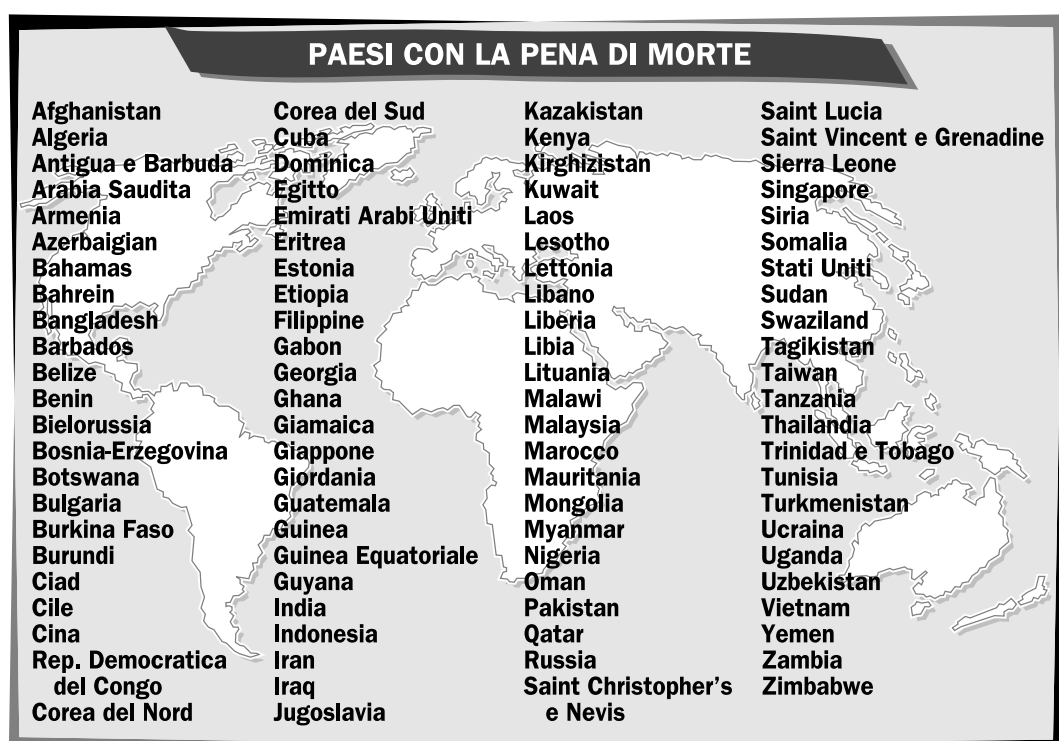 PAESI CON LA PENA DI MORTE
Afghanistan
Algeria
Antigua e Barbuda
Arabia Saudita
Armenia
Azerbaigian
Bahamas
Bahrein
Bangladesh
Barbados
Belize
Benin
Bielorussia
Bosnia-Erzegovina
Botswana
Bulgaria
Burkina Faso
Burundi
Ciad
Cile
Cina
Rep. Democratica
del Congo
Corea del Nord
Corea del Sud
Cuba
Dominica
Egitto
Emirati Arabi Uniti
Eritrea
Estonia
Etiopia
Filippine
Gabon
Georgia
Ghana
Giamaica
Giappone
Giordania
Guatemala
Guinea
Guinea Equatoriale
Guyana
India
Indonesia
Iran
Iraq
Jugoslavia
Kazakistan
Kenya
Kirghizistan
Kuwait
Laos
Lesotho
Lettonia
Libano
Liberia
Libia
Lituania
Malawi
Malaysia
Marocco
Mauritania
Mongolia
Myanmar
Nigeria
Oman
Pakistan
Qatar
Russia
Saint Christopher's
e Nevis
Saint Lucia
Saint Vincent e Grenadine
Sierra Leone
Singapore
Siria
Somalia
Stati Uniti
Sudan
Swaziland
Tagikistan
Taiwan
Tanzania
Thailandia
Trinidad e Tobago
Tunisia
Turkmenistan
Ucraina
Uganda
Uzbekistan
Vietnam
Yemen
Zambia
Zimbabwe